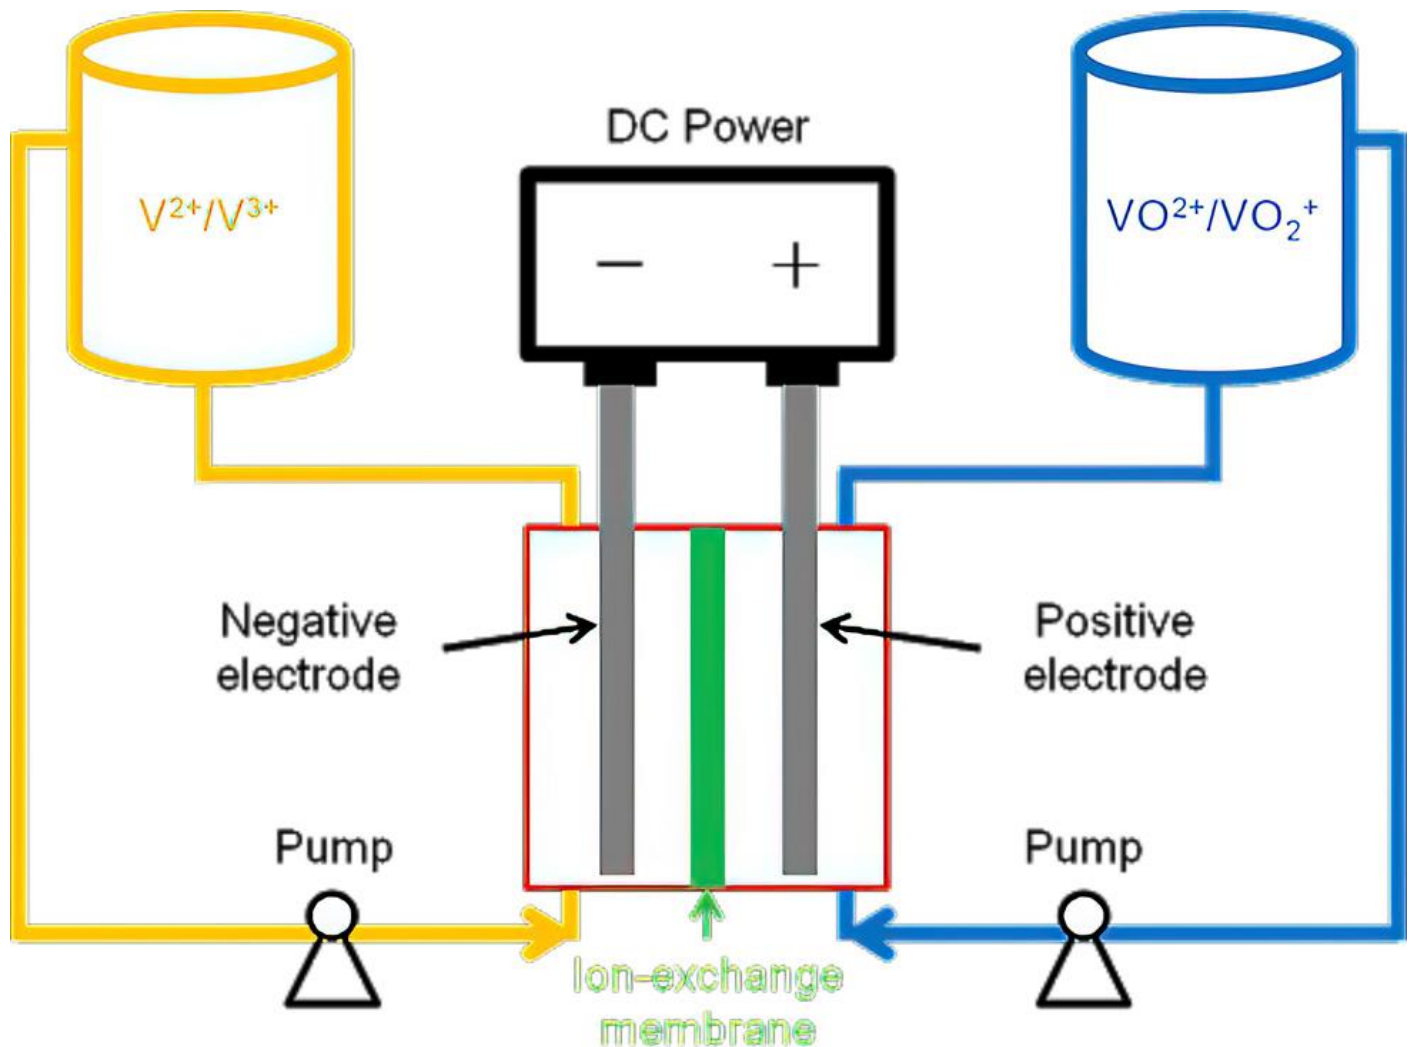 DC Power
V²⁺/V³⁺
VO²⁺/VO₂⁺
− +
Negative
electrode
Positive
electrode
Pump
Pump
Ion-exchange
membrane